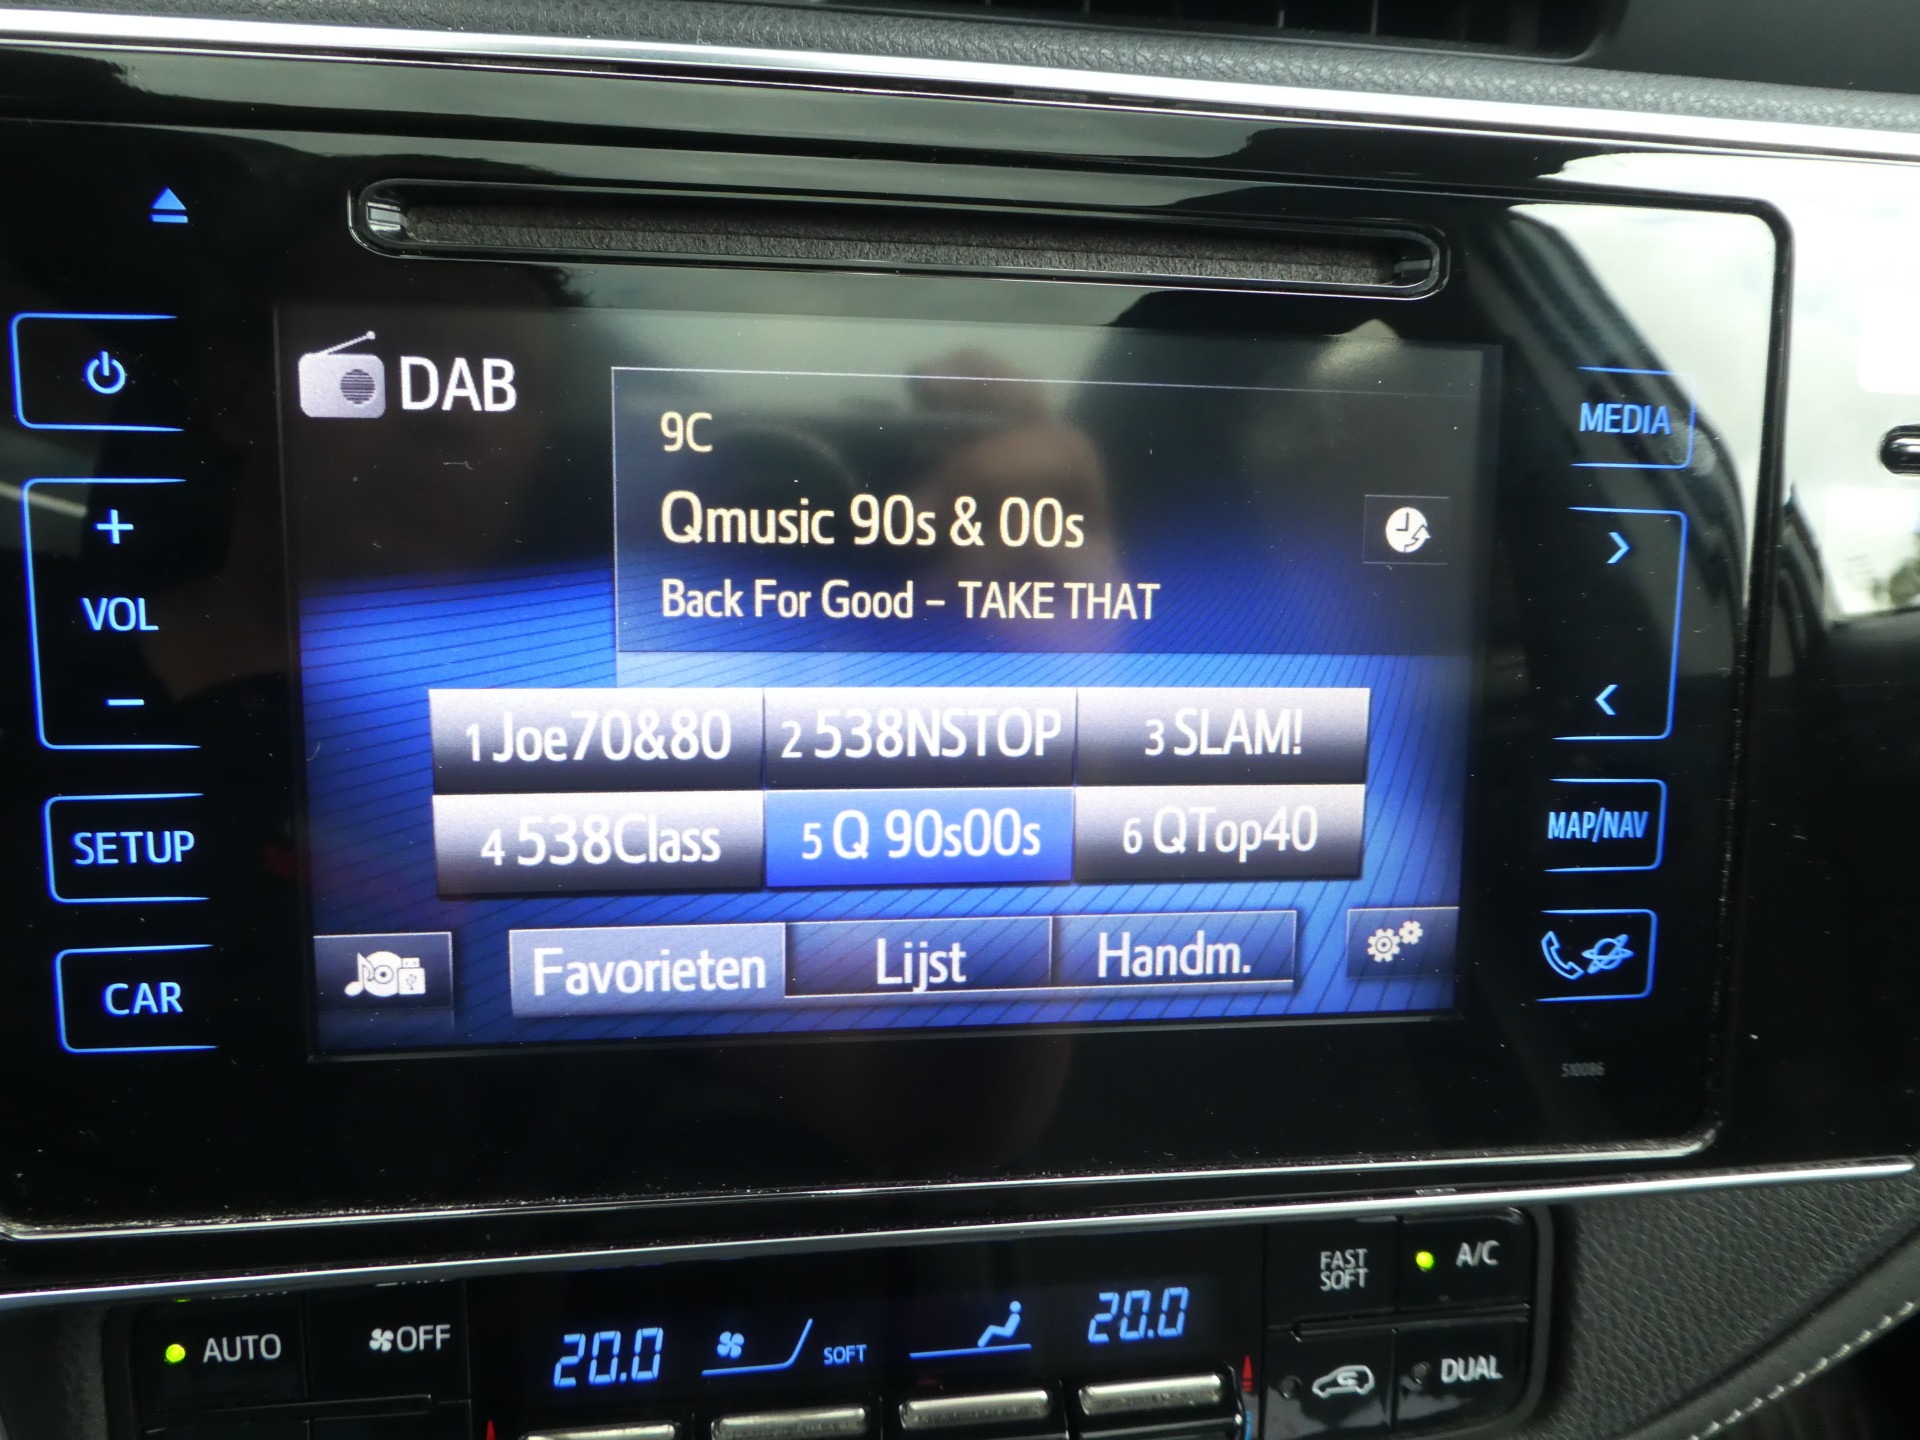 DAB
9C
Qmusic 90s & 00s
Back For Good – TAKE THAT
1 Joe70&80
2 538NSTOP
3 SLAM!
4 538Class
5 Q 90s00s
6 QTop40
Favorieten
Lijst
Handm.
VOL
SETUP
CAR
MEDIA
MAP/NAV
510086
AUTO
OFF
20.0
SOFT
20.0
FAST
SOFT
A/C
DUAL